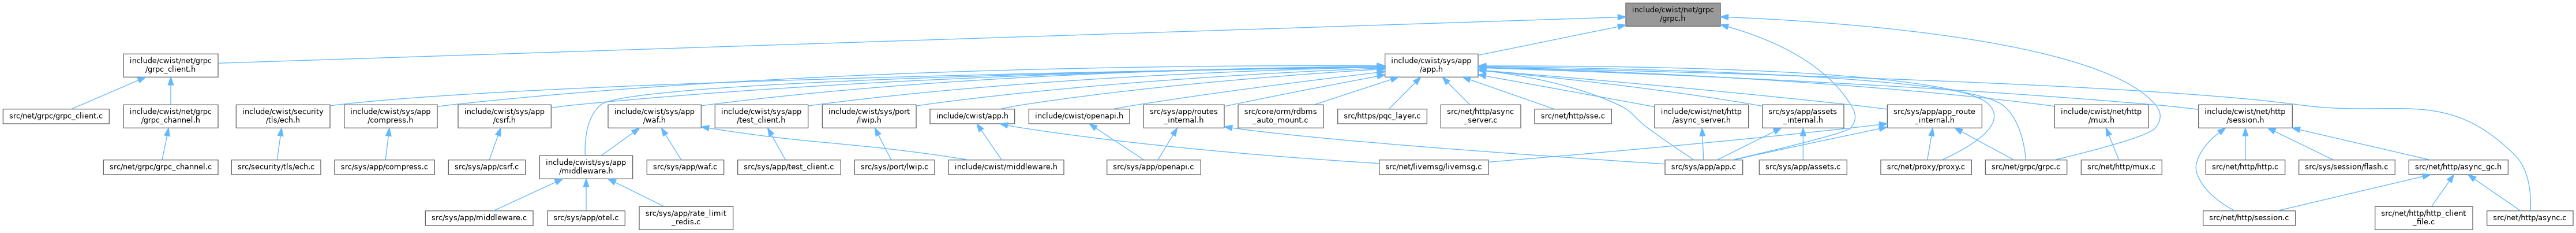 include/cwist/net/grpc
/grpc.h
include/cwist/net/grpc
/grpc_client.h
include/cwist/sys/app
/app.h
src/net/grpc/grpc_client.c
include/cwist/net/grpc
/grpc_channel.h
include/cwist/security
/tls/ech.h
include/cwist/sys/app
/compress.h
include/cwist/sys/app
/csrf.h
include/cwist/sys/app
/waf.h
include/cwist/sys/app
/test_client.h
include/cwist/sys/port
/lwip.h
include/cwist/app.h
include/cwist/openapi.h
src/sys/app/routes
_internal.h
src/core/orm/rdbms
_auto_mount.c
src/https/pqc_layer.c
src/net/http/async
_server.c
src/net/http/sse.c
include/cwist/net/http
/async_server.h
src/sys/app/assets
_internal.h
src/sys/app/app_route
_internal.h
include/cwist/net/http
/mux.h
include/cwist/net/http
/session.h
src/net/grpc/grpc_channel.c
src/security/tls/ech.c
src/sys/app/compress.c
src/sys/app/csrf.c
include/cwist/sys/app
/middleware.h
src/sys/app/waf.c
src/sys/app/test_client.c
src/sys/port/lwip.c
include/cwist/middleware.h
src/sys/app/openapi.c
src/net/livemsg/livemsg.c
src/sys/app/app.c
src/sys/app/assets.c
src/net/proxy/proxy.c
src/net/grpc/grpc.c
src/net/http/mux.c
src/net/http/http.c
src/sys/session/flash.c
src/net/http/async_gc.h
src/sys/app/middleware.c
src/sys/app/otel.c
src/sys/app/rate_limit
_redis.c
src/net/http/session.c
src/net/http/http_client
_file.c
src/net/http/async.c